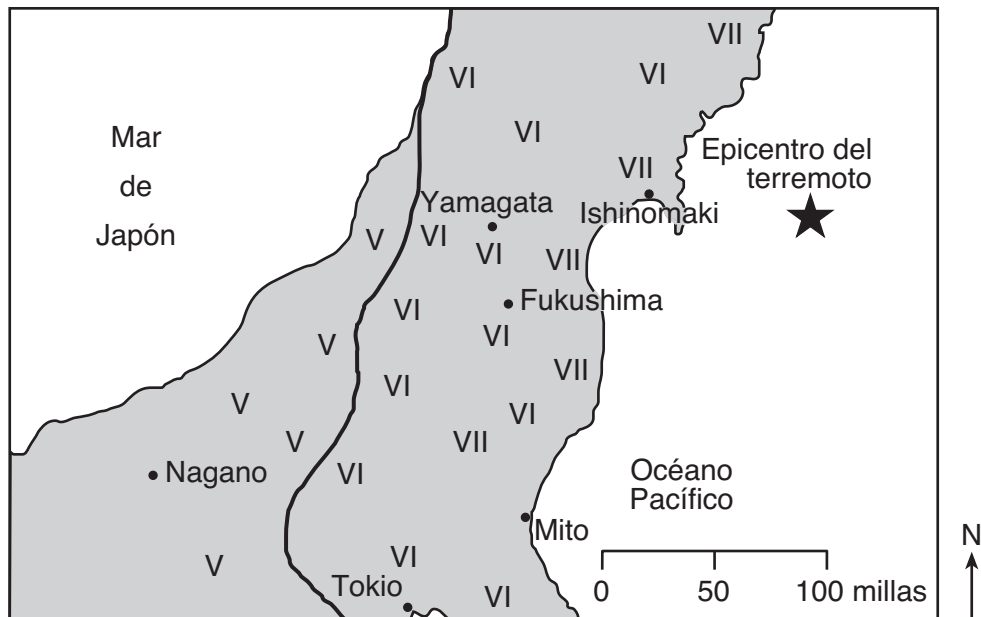 VII
VI
VI
Mar
de
Japón
VI
Epicentro del
terremoto
VII
Yamagata
Ishinomaki
V
VI
VI
VII
Fukushima
VI
VI
V
VII
VI
V
VI
V
VII
Nagano
VI
Océano
Pacífico
Mito
N
V
VI
Tokio
VI
0
50
100 millas